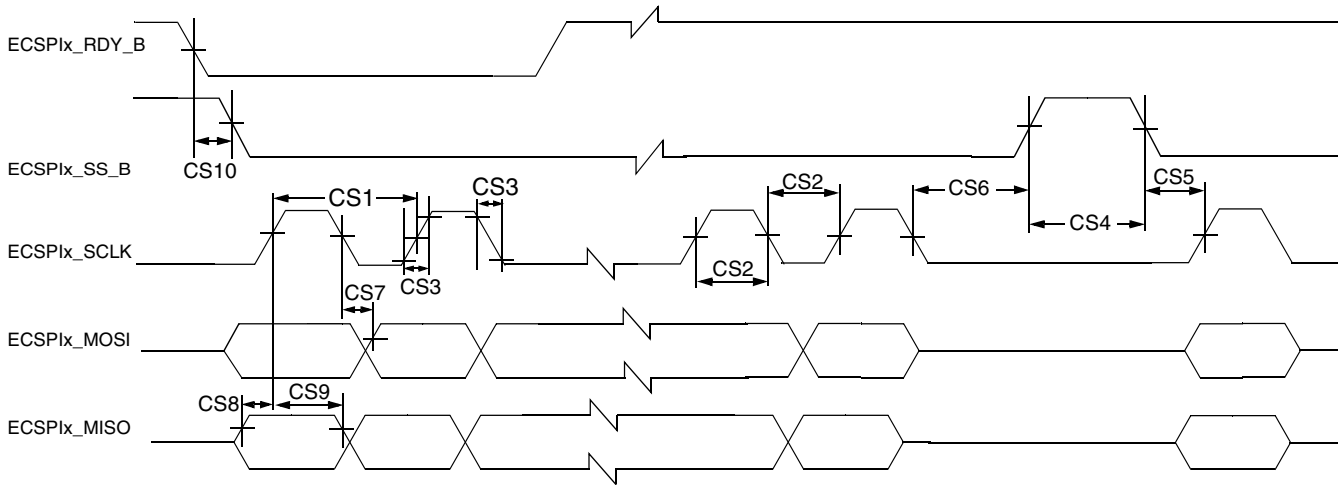 ECSPIx_RDY_B
CS10
ECSPIx_SS_B
CS1
CS3
CS2
CS6
CS5
CS4
ECSPIx_SCLK
CS3
CS2
CS7
ECSPIx_MOSI
CS8
CS9
ECSPIx_MISO